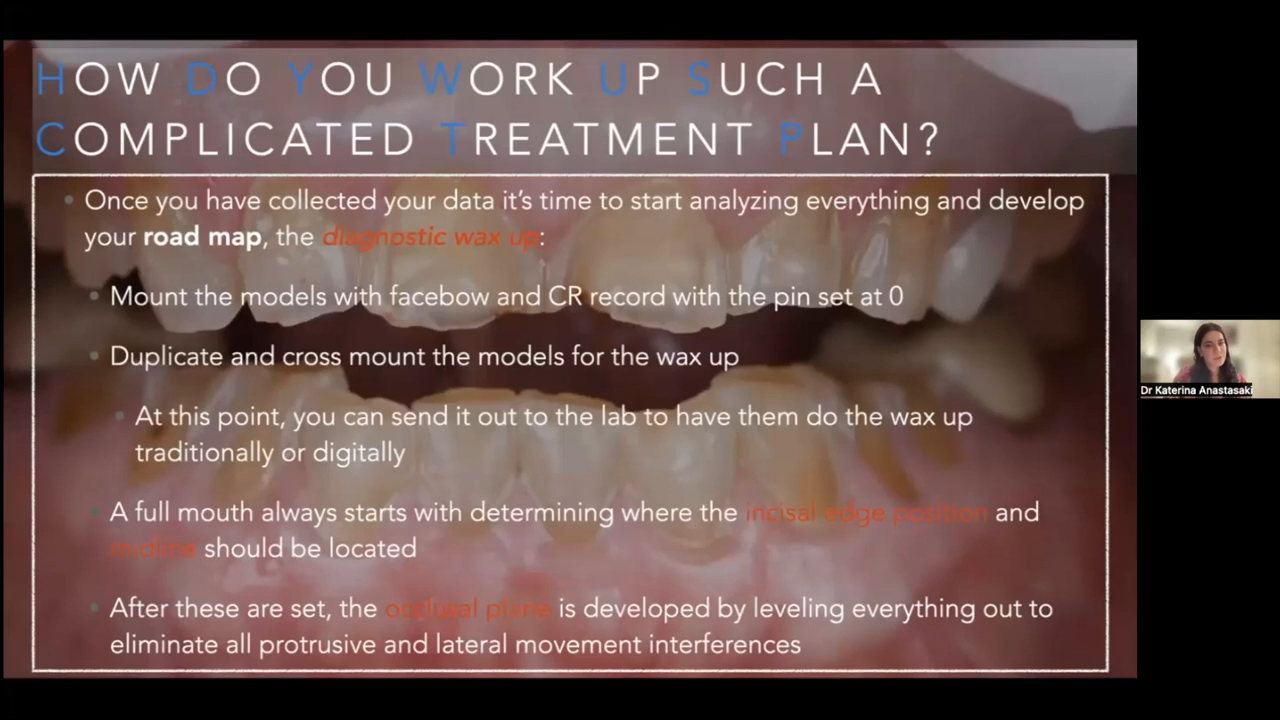 HOW DO YOU WORK UP SUCH A
COMPLICATED TREATMENT PLAN?
Once you have collected your data it's time to start analyzing everything and develop
your road map, the diagnostic wax up:
Mount the models with facebow and CR record with the pin set at 0
Duplicate and cross mount the models for the wax up
At this point, you can send it out to the lab to have them do the wax up
traditionally or digitally
A full mouth always starts with determining where the incisal edge position and
midline should be located
After these are set, the occlusal plane is developed by leveling everything out to
eliminate all protrusive and lateral movement interferences
Dr Katerina Anastasaki